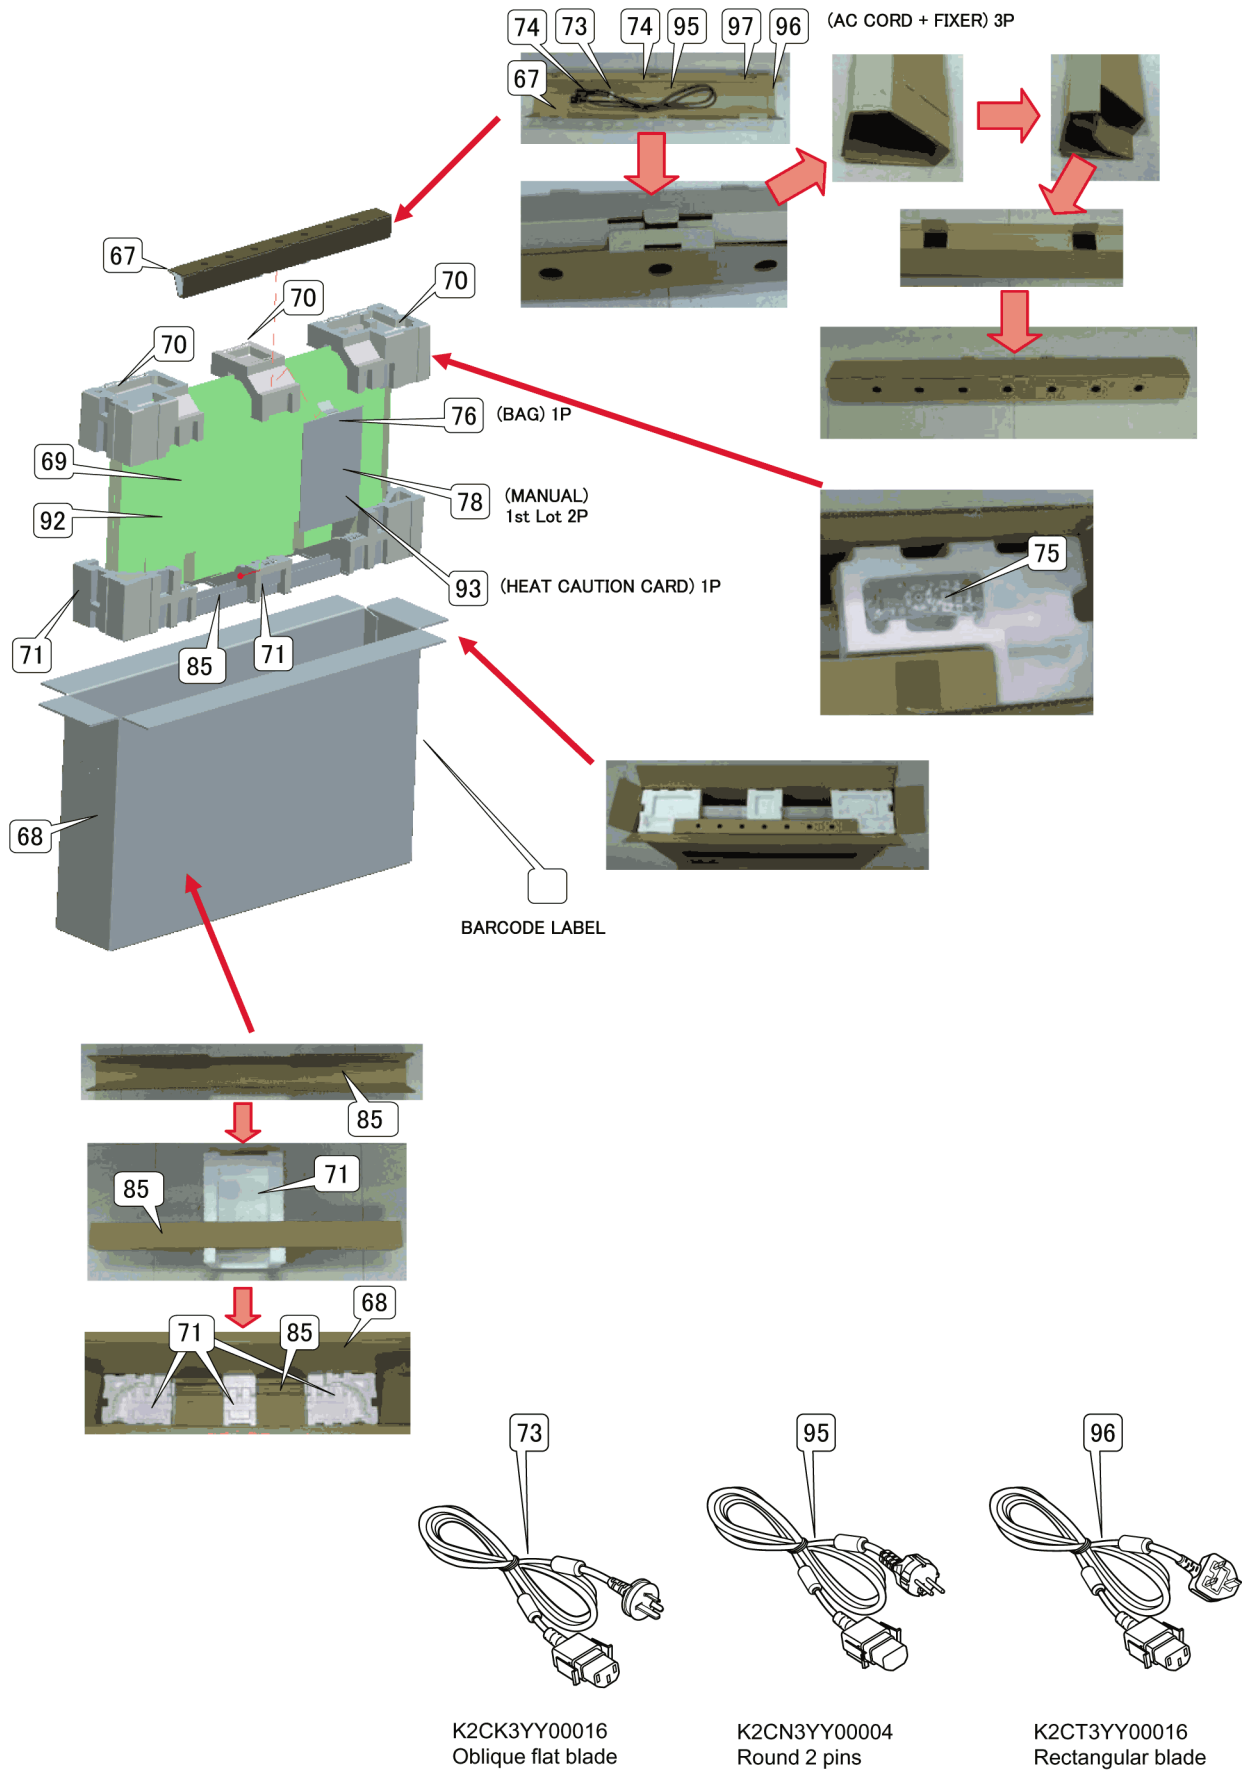 74 73 74 95 97 96 (AC CORD + FIXER) 3P
67
67
70
70
70
76 (BAG) 1P
69
78 (MANUAL)
1st Lot 2P
92
93 (HEAT CAUTION CARD) 1P
75
71
85
71
68
BARCODE LABEL
85
71
85
68
71
85
73
95
96
K2CK3YY00016
Oblique flat blade
K2CN3YY00004
Round 2 pins
K2CT3YY00016
Rectangular blade